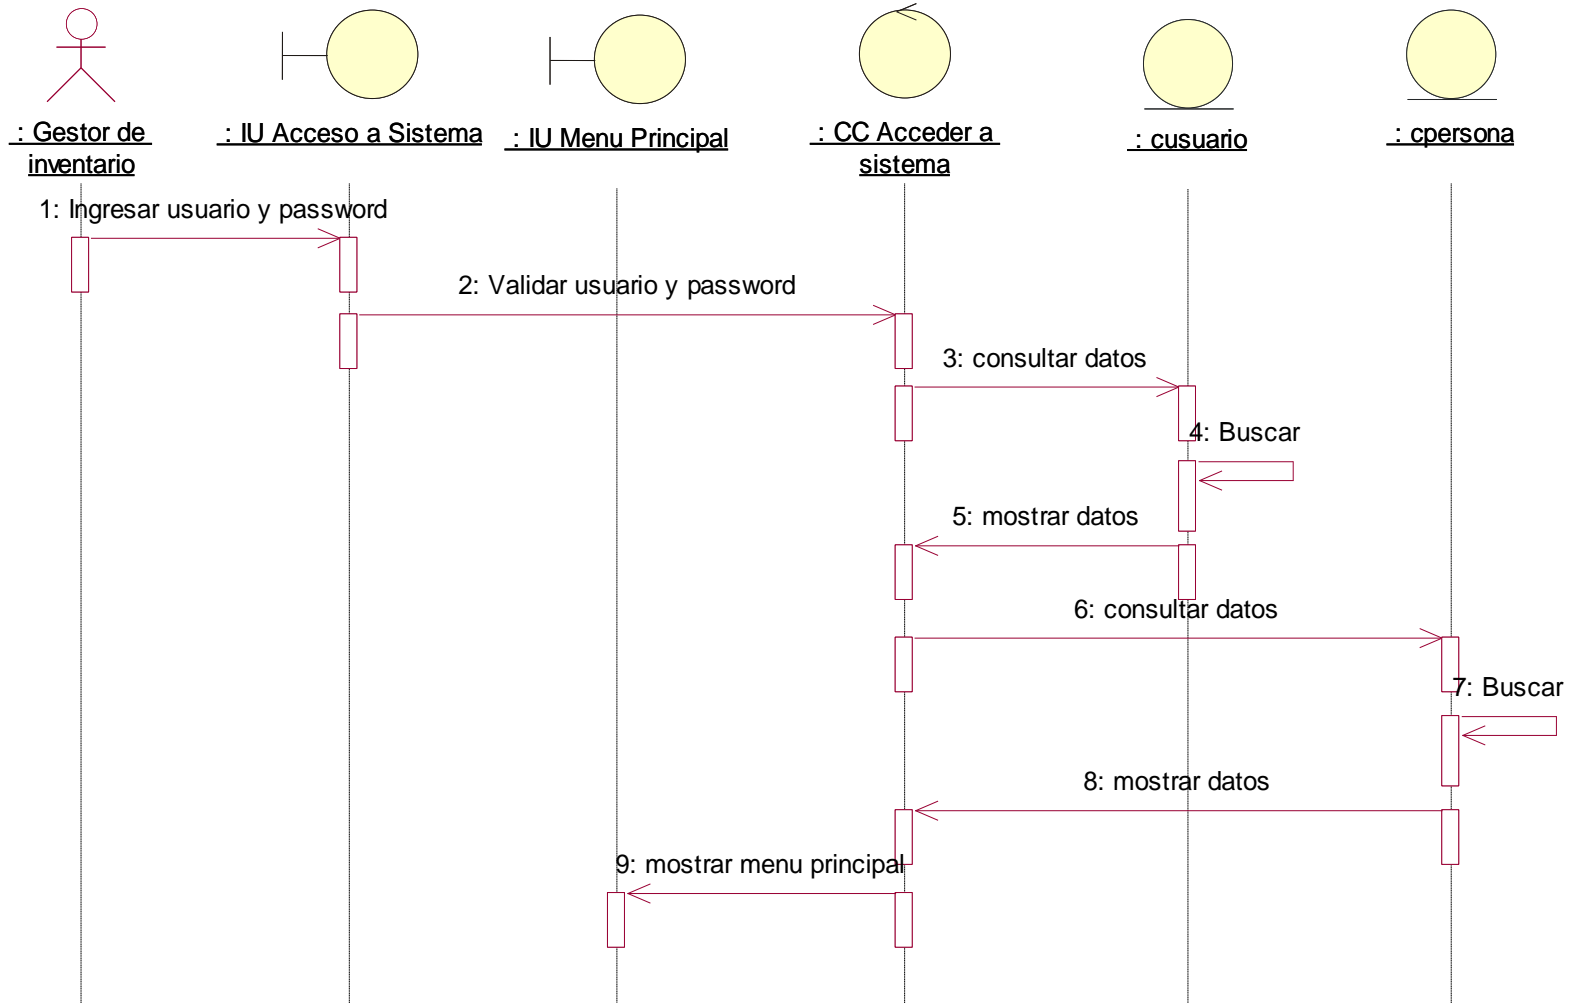 : Gestor de
inventario
: IU Acceso a Sistema
: IU Menu Principal
: CC Acceder a
sistema
: cusuario
: cpersona
1: Ingresar usuario y password
2: Validar usuario y password
3: consultar datos
4: Buscar
5: mostrar datos
6: consultar datos
7: Buscar
8: mostrar datos
9: mostrar menu principal